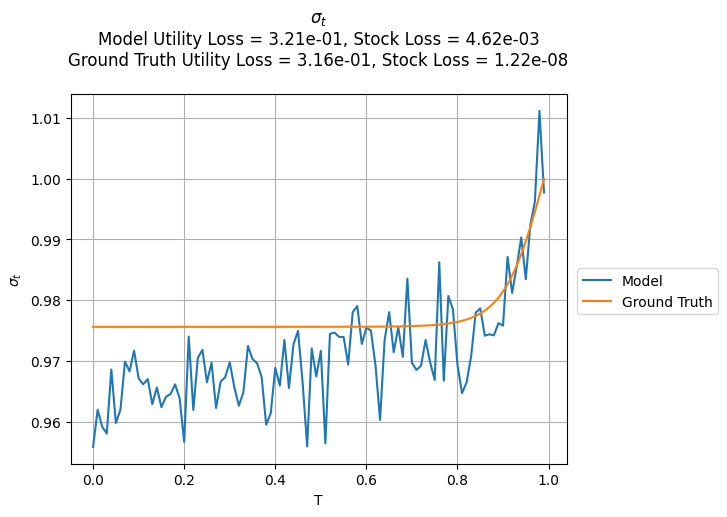 σₜ
Model Utility Loss = 3.21e-01, Stock Loss = 4.62e-03
Ground Truth Utility Loss = 3.16e-01, Stock Loss = 1.22e-08
1.01
1.00
0.99
0.98
0.97
0.96
σₜ
0.0 0.2 0.4 0.6 0.8 1.0
T
Model
Ground Truth